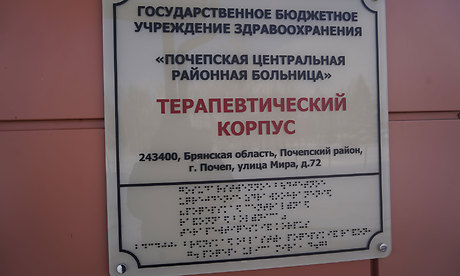 ГОСУДАРСТВЕННОЕ БЮДЖЕТНОЕ
УЧРЕЖДЕНИЕ ЗДРАВООХРАНЕНИЯ
«ПОЧЕПСКАЯ ЦЕНТРАЛЬНАЯ
РАЙОННАЯ БОЛЬНИЦА»
ТЕРАПЕВТИЧЕСКИЙ
КОРПУС
243400, Брянская область, Почепский район,
г. Почеп, улица Мира, д.72